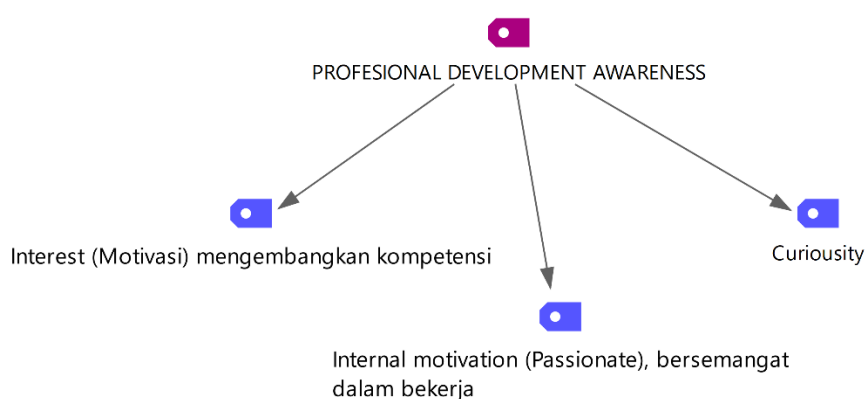 PROFESIONAL DEVELOPMENT AWARENESS
Interest (Motivasi) mengembangkan kompetensi
Curiousity
Internal motivation (Passionate), bersemangat
dalam bekerja